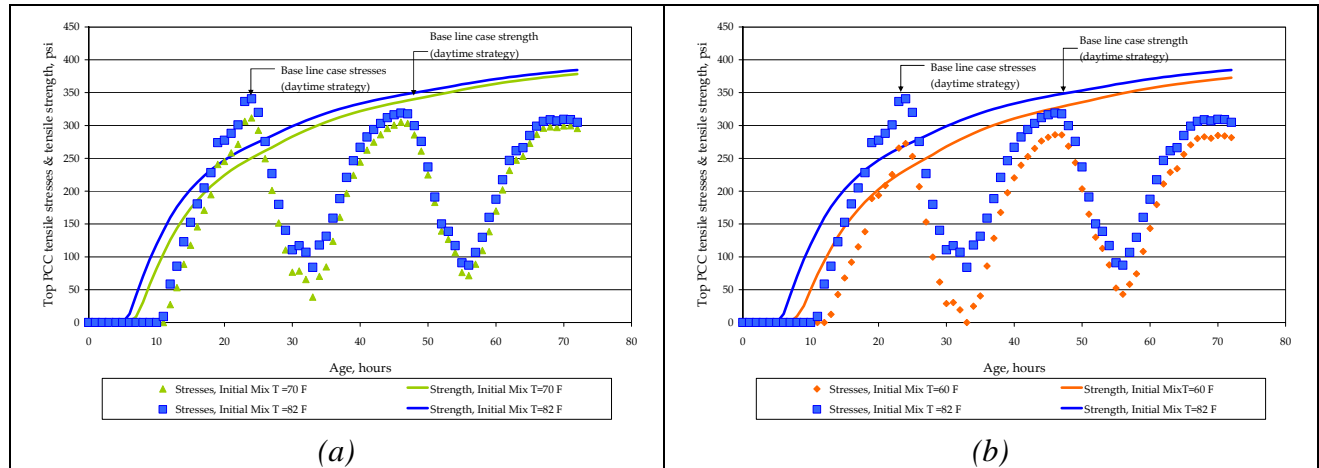 450
400
350
300
250
200
150
100
50
0
Top PCC tensile stresses & tensile strength, psi
Base line case strength
(daytime strategy)
Base line case stresses
(daytime strategy)
0 10 20 30 40 50 60 70 80
Age, hours
Stresses, Initial Mix T =70 F
Strength, Initial Mix T=70 F
Stresses, Initial Mix T=82 F
Strength, Initial Mix T=82 F
(a)
450
400
350
300
250
200
150
100
50
0
Top PCC tensile stresses & tensile strength, psi
Base line case strength
(daytime strategy)
Base line case stresses
(daytime strategy)
0 10 20 30 40 50 60 70 80
Age, hours
Stresses, Initial Mix T=60 F
Strength, Initial MixT=60 F
Stresses, Initial Mix T=82 F
Strength, Initial Mix T=82 F
(b)